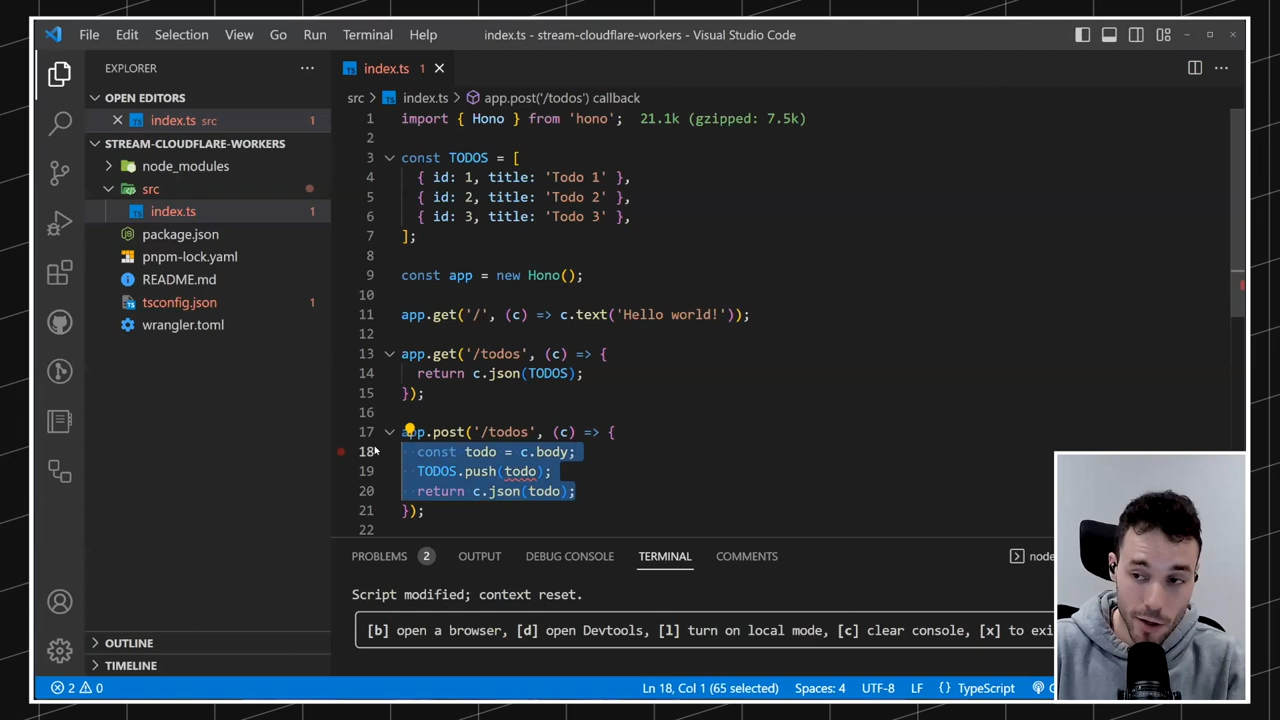 File Edit Selection View Go Run Terminal Help index.ts - stream-cloudflare-workers - Visual Studio Code
EXPLORER
OPEN EDITORS
index.ts src 1
STREAM-CLOUDFLARE-WORKERS
node_modules
src
TS index.ts 1
package.json
pnpm-lock.yaml
README.md
tsconfig.json 1
wrangler.toml
OUTLINE
TIMELINE
TS index.ts 1
src > TS index.ts > app.post('/todos') callback
1 import { Hono } from 'hono'; 21.1k (gzipped: 7.5k)
2
3 const TODOS = [
4 { id: 1, title: 'Todo 1' },
5 { id: 2, title: 'Todo 2' },
6 { id: 3, title: 'Todo 3' },
7 ];
8
9 const app = new Hono();
10
11 app.get('/', (c) => c.text('Hello world!'));
12
13 app.get('/todos', (c) => {
14 return c.json(TODOS);
15 });
16
17 app.post('/todos', (c) => {
18 const todo = c.body;
19 TODOS.push(todo);
20 return c.json(todo);
21 });
22
PROBLEMS 2 OUTPUT DEBUG CONSOLE TERMINAL COMMENTS
node
Script modified; context reset.
[b] open a browser, [d] open Devtools, [l] turn on local mode, [c] clear console, [x] to exi
2 0 Ln 18, Col 1 (65 selected) Spaces: 4 UTF-8 LF {} TypeScript